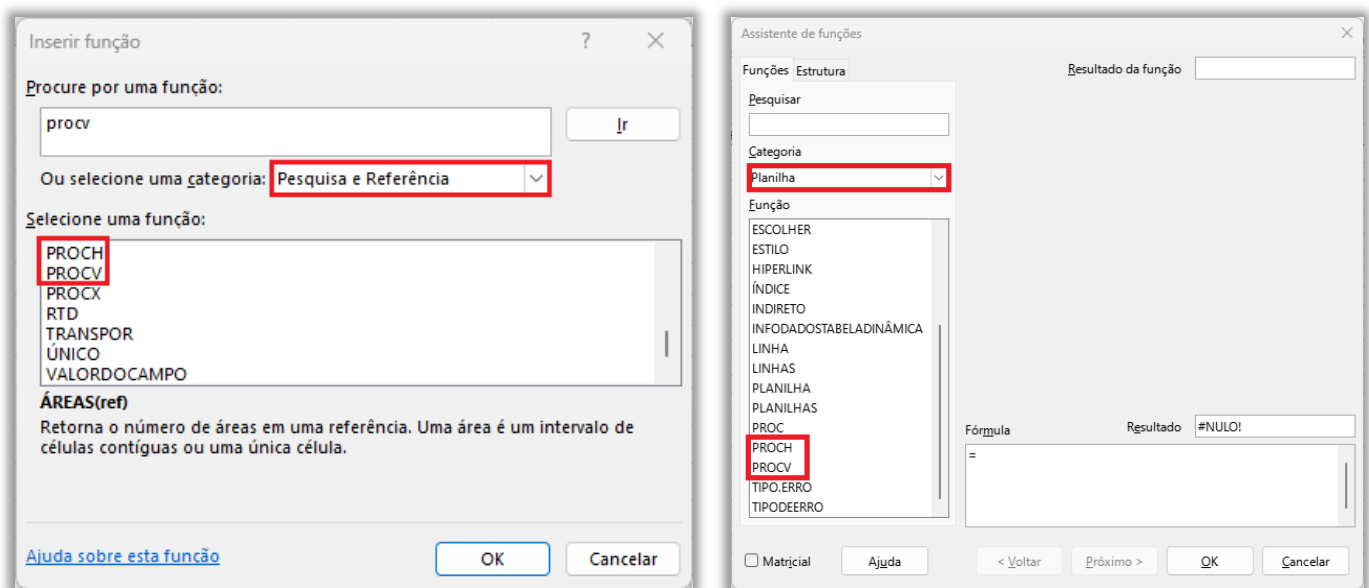 Inserir função
Procure por uma função:
procv
Ir
Ou selecione uma categoria: Pesquisa e Referência
Selecione uma função:
PROCH
PROCV
PROCX
RTD
TRANSPOR
ÚNICO
VALORDOCAMPO
ÁREAS(ref)
Retorna o número de áreas em uma referência. Uma área é um intervalo de
células contíguas ou uma única célula.
Ajuda sobre esta função
OK Cancelar
Assistente de funções
Funções Estrutura
Resultado da função
Pesquisar
Categoria
Planilha
Função
ESCOLHER
ESTILO
HIPERLINK
ÍNDICE
INDIRETO
INFODADOSTABELADINÂMICA
LINHA
LINHAS
PLANILHA
PLANILHAS
PROC
PROCH
PROCV
TIPO.ERRO
TIPODEERRO
Fórmula Resultado #NULO!
=
Matricial Ajuda < Voltar Próximo > OK Cancelar